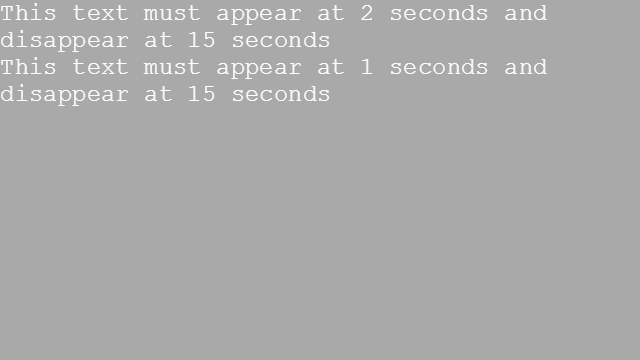 This text must appear at 2 seconds and
disappear at 15 seconds
This text must appear at 1 seconds and
disappear at 15 seconds